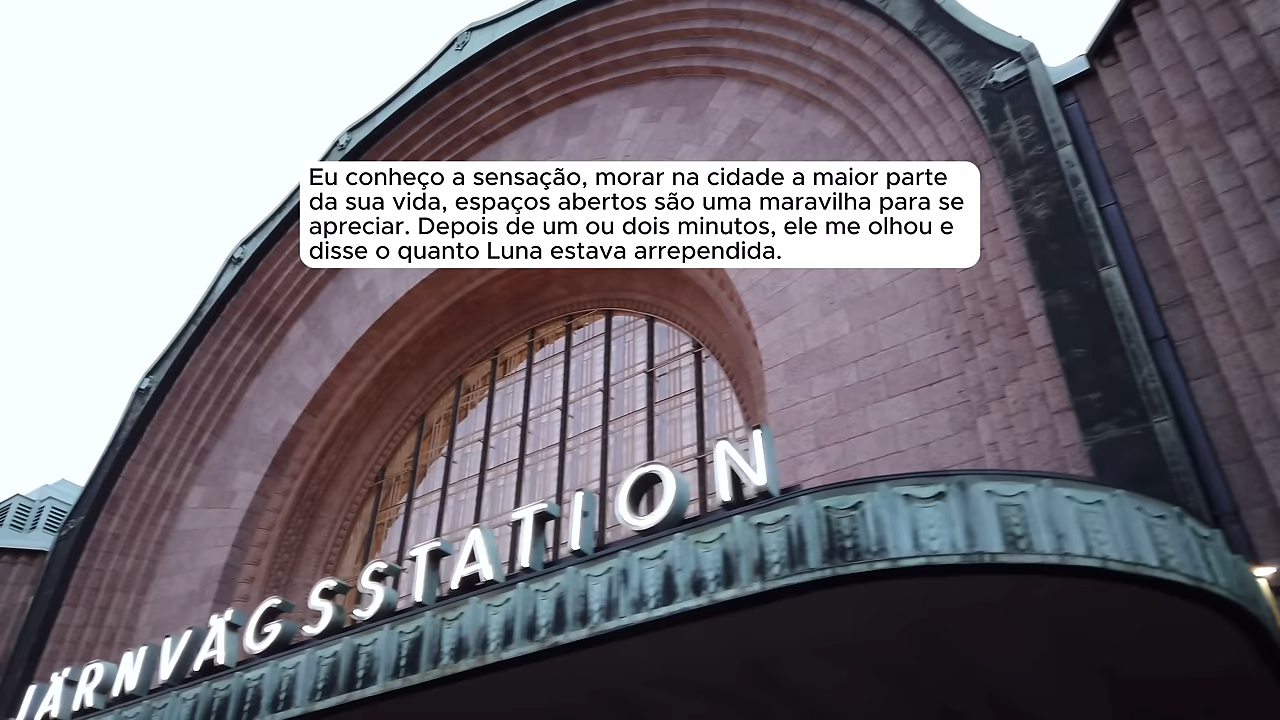 Eu conheço a sensação, morar na cidade a maior parte
da sua vida, espaços abertos são uma maravilha para se
apreciar. Depois de um ou dois minutos, ele me olhou e
disse o quanto Luna estava arrependida.
JÄRNVÄGSSTATION